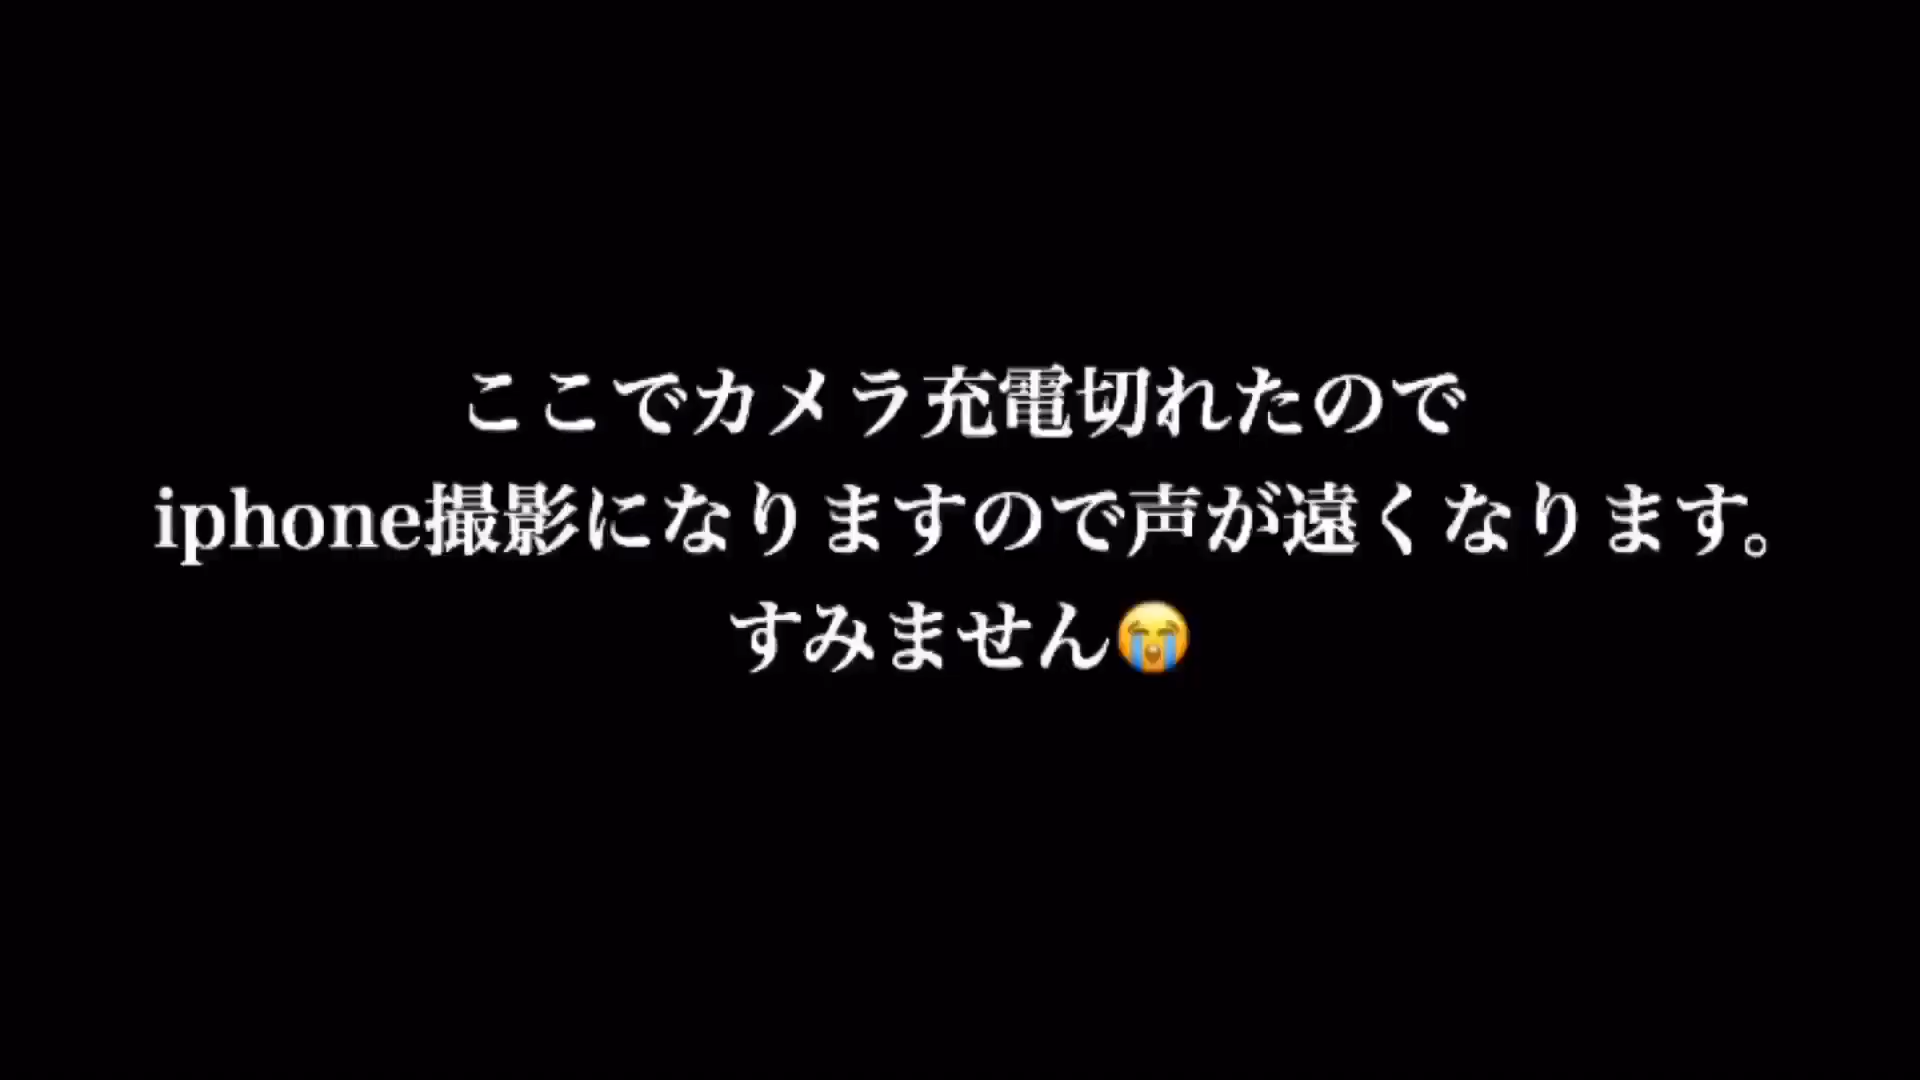 ここでカメラ充電切れたので
iphone撮影になりますので声が遠くなります。
すみません😭